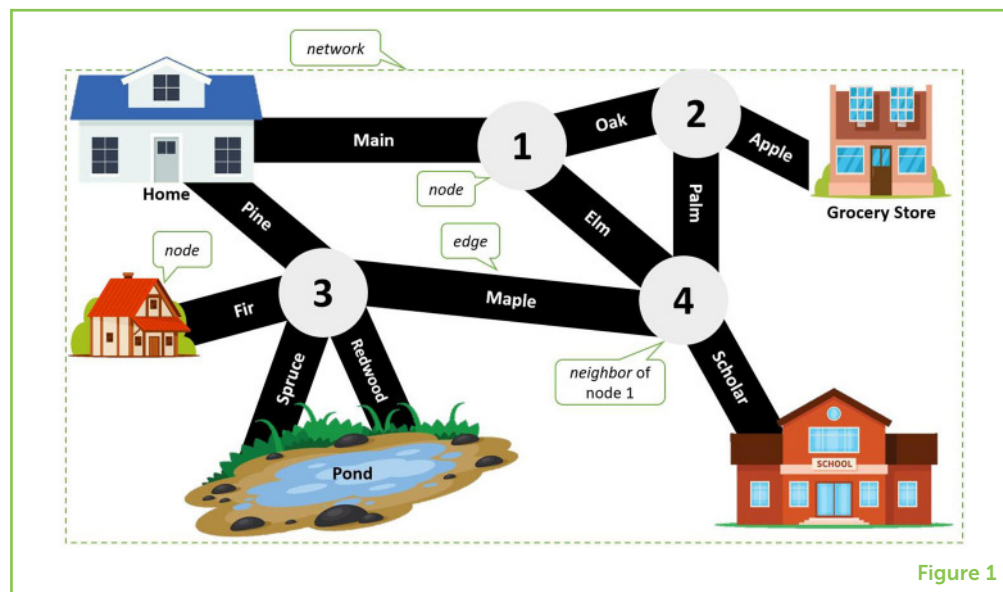 network
Main
1
Oak
2
Apple
Home
node
Elm
Palm
Grocery Store
Pine
node
edge
Fir
3
Maple
4
Spruce
Redwood
neighbor of
node 1
Scholar
Pond
SCHOOL
Figure 1